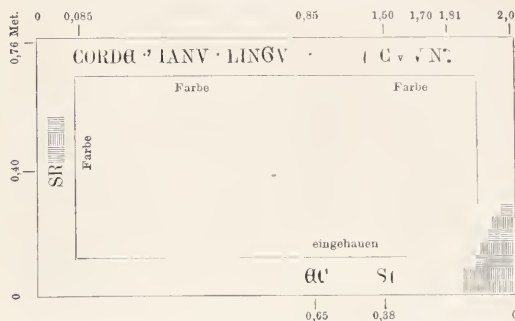 0 0,085 0,85 1,50 1,70 1,81 2,0
0,76 Met.
CORDE IANV · LINGV ·
Farbe Farbe
Farbe
0,40
SR
eingehauen
0
0,65 0,38